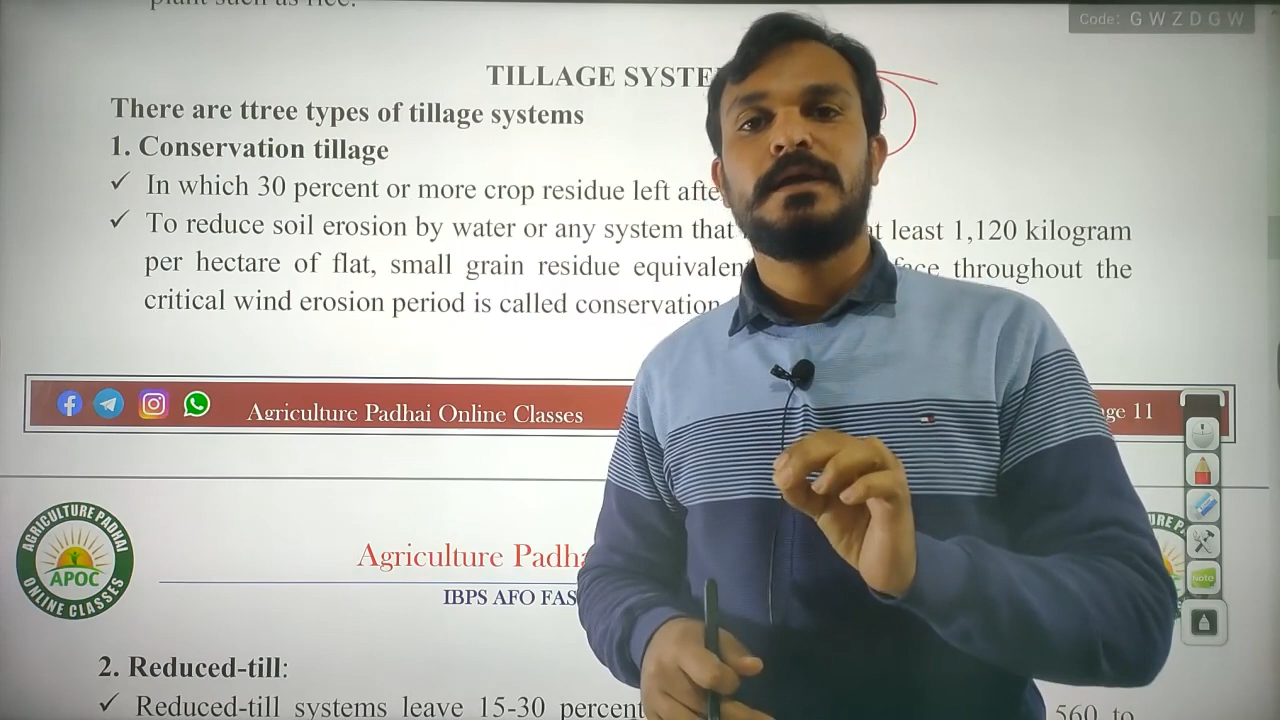 plant such as rice.
Code: G W Z D G W
TILLAGE SYSTE
There are ttree types of tillage systems
1. Conservation tillage
✓ In which 30 percent or more crop residue left afte
✓ To reduce soil erosion by water or any system that at least 1,120 kilogram
per hectare of flat, small grain residue equivalen face throughout the
critical wind erosion period is called conservation
Agriculture Padhai Online Classes
ge 11
AGRICULTURE PADHAI
APOC
ONLINE CLASSES
Agriculture Padha
IBPS AFO FAS
URE P
Note
2. Reduced-till:
✓ Reduced-till systems leave 15-30 percent 560 to